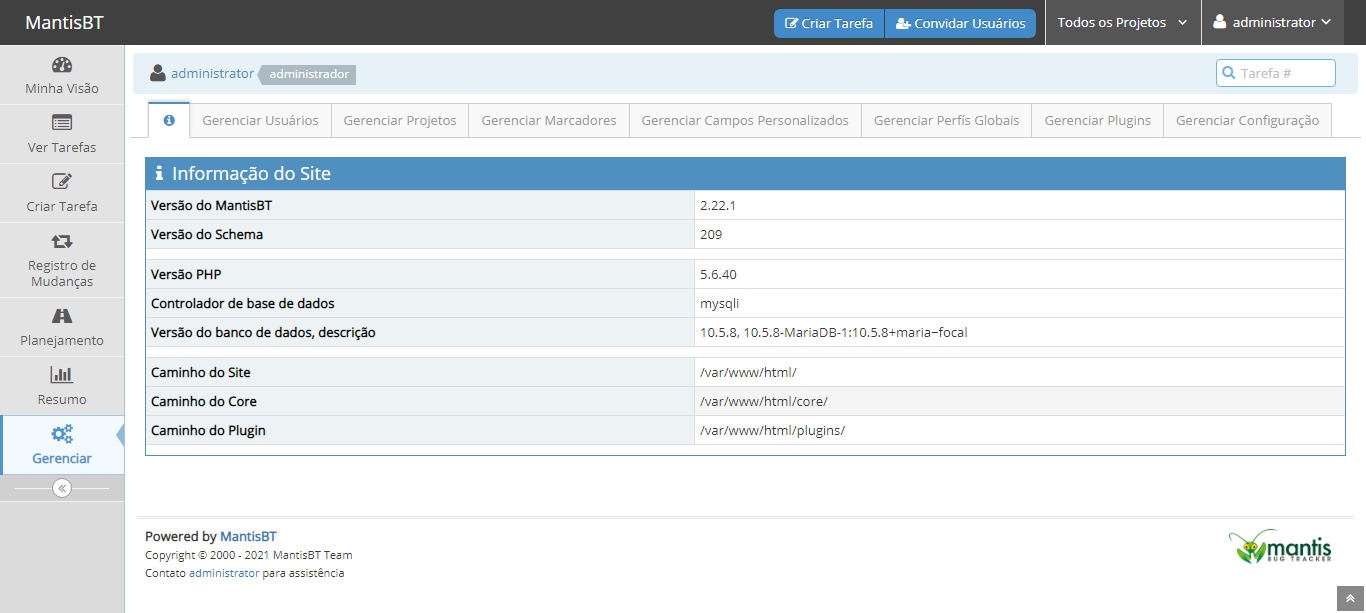 MantisBT
Criar Tarefa
Convidar Usuários
Todos os Projetos
administrator
Minha Visão
Ver Tarefas
Criar Tarefa
Registro de
Mudanças
Planejamento
Resumo
Gerenciar
administrator administrador
Tarefa #
Gerenciar Usuários
Gerenciar Projetos
Gerenciar Marcadores
Gerenciar Campos Personalizados
Gerenciar Perfís Globais
Gerenciar Plugins
Gerenciar Configuração
Informação do Site
Versão do MantisBT 2.22.1
Versão do Schema 209
Versão PHP 5.6.40
Controlador de base de dados mysqli
Versão do banco de dados, descrição 10.5.8, 10.5.8-MariaDB-1:10.5.8+maria~focal
Caminho do Site /var/www/html/
Caminho do Core /var/www/html/core/
Caminho do Plugin /var/www/html/plugins/
Powered by MantisBT
Copyright © 2000 - 2021 MantisBT Team
Contato administrator para assistência
mantis
BUG TRACKER